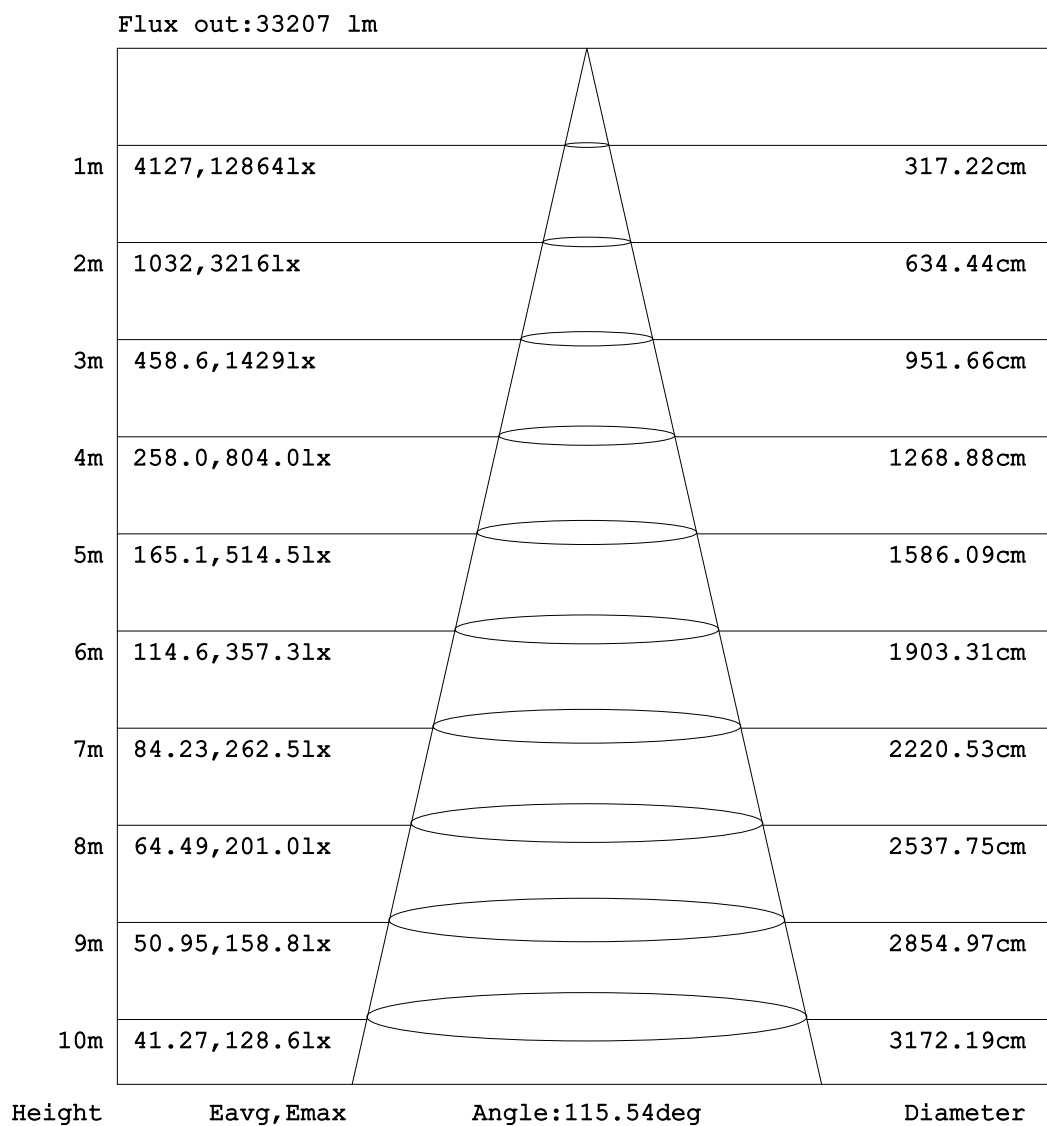 Flux out:33207 lm
1m 4127,12864lx 317.22cm
2m 1032,3216lx 634.44cm
3m 458.6,1429lx 951.66cm
4m 258.0,804.0lx 1268.88cm
5m 165.1,514.5lx 1586.09cm
6m 114.6,357.3lx 1903.31cm
7m 84.23,262.5lx 2220.53cm
8m 64.49,201.0lx 2537.75cm
9m 50.95,158.8lx 2854.97cm
10m 41.27,128.6lx 3172.19cm
Height Eavg,Emax Angle:115.54deg Diameter